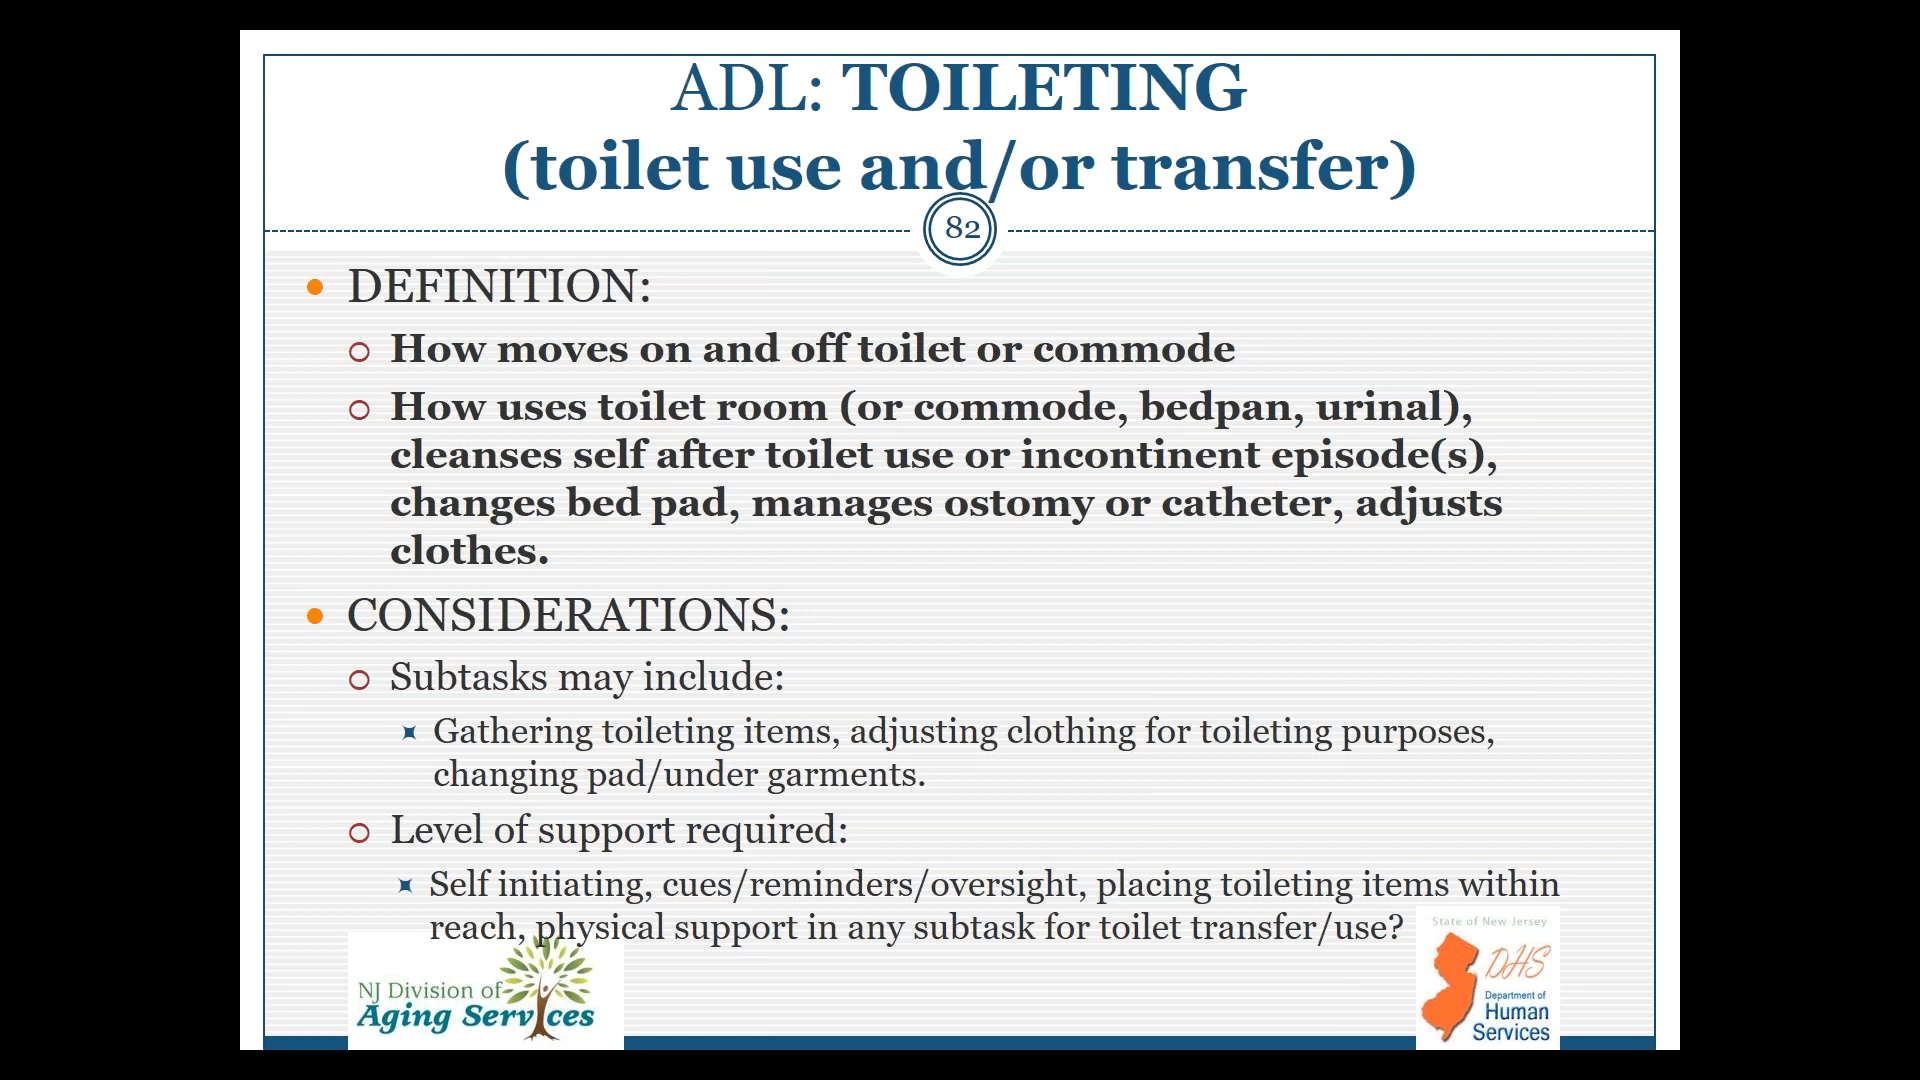 ADL: TOILETING
(toilet use and/or transfer)
82
DEFINITION:
How moves on and off toilet or commode
How uses toilet room (or commode, bedpan, urinal),
cleanses self after toilet use or incontinent episode(s),
changes bed pad, manages ostomy or catheter, adjusts
clothes.
CONSIDERATIONS:
Subtasks may include:
Gathering toileting items, adjusting clothing for toileting purposes,
changing pad/under garments.
Level of support required:
Self initiating, cues/reminders/oversight, placing toileting items within
reach, physical support in any subtask for toilet transfer/use?
NJ Division of
Aging Services
State of New Jersey
DHS
Department of
Human
Services